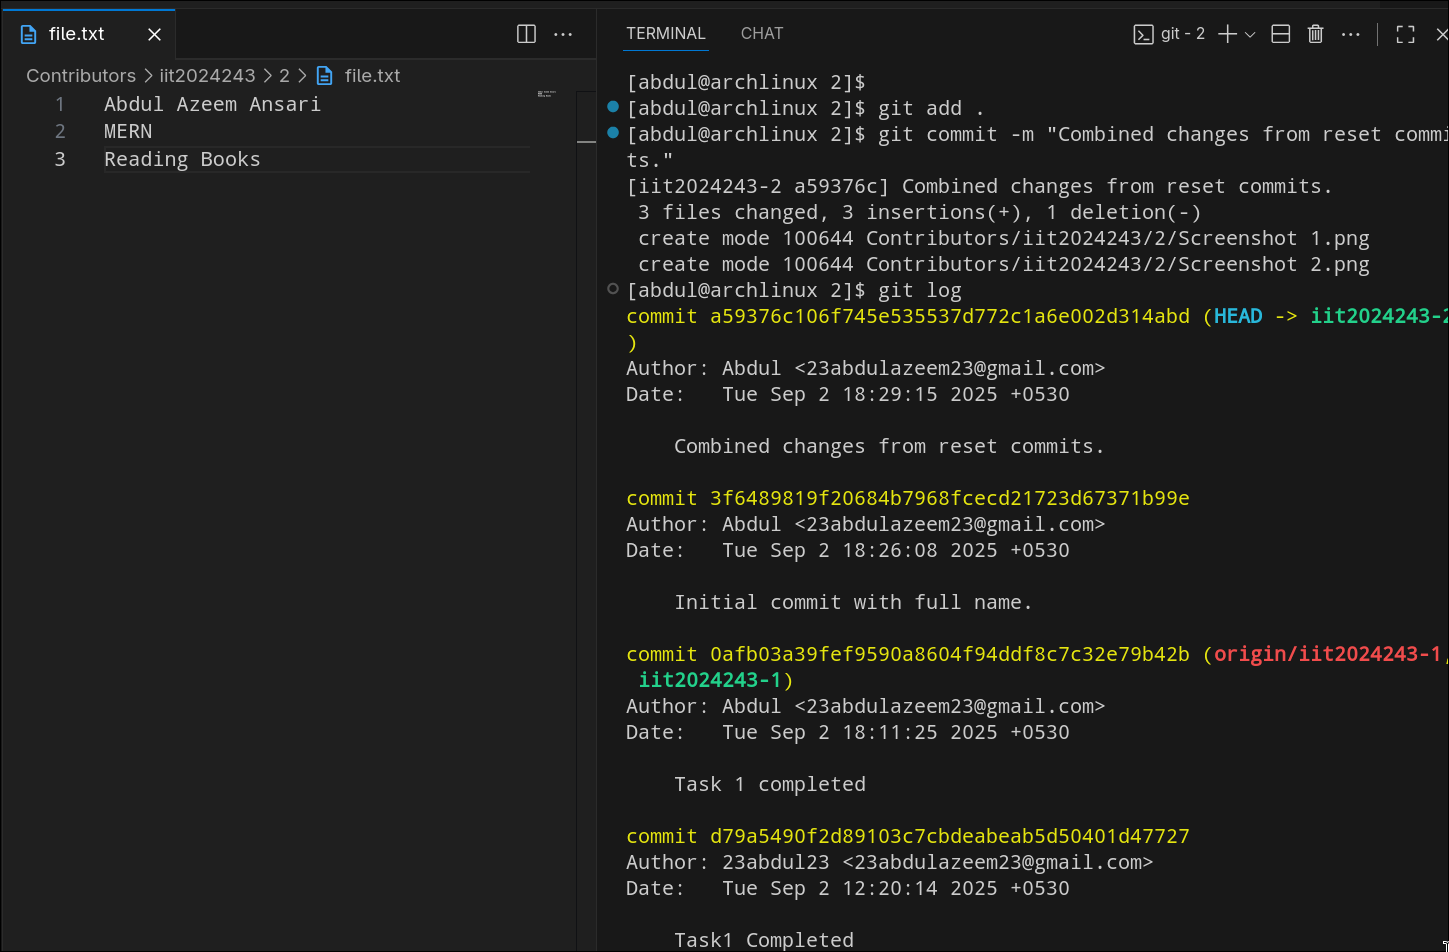 file.txt
Contributors > iit2024243 > 2 > file.txt
1 Abdul Azeem Ansari
2 MERN
3 Reading Books
TERMINAL CHAT
git - 2
[abdul@archlinux 2]$
[abdul@archlinux 2]$ git add .
[abdul@archlinux 2]$ git commit -m "Combined changes from reset commi
ts."
[iit2024243-2 a59376c] Combined changes from reset commits.
3 files changed, 3 insertions(+), 1 deletion(-)
create mode 100644 Contributors/iit2024243/2/Screenshot 1.png
create mode 100644 Contributors/iit2024243/2/Screenshot 2.png
[abdul@archlinux 2]$ git log
commit a59376c106f745e535537d772c1a6e002d314abd (HEAD -> iit2024243-2
)
Author: Abdul <23abdulazeem23@gmail.com>
Date:   Tue Sep 2 18:29:15 2025 +0530
Combined changes from reset commits.
commit 3f6489819f20684b7968fcecd21723d67371b99e
Author: Abdul <23abdulazeem23@gmail.com>
Date:   Tue Sep 2 18:26:08 2025 +0530
Initial commit with full name.
commit 0afb03a39fef9590a8604f94ddf8c7c32e79b42b (origin/iit2024243-1,
iit2024243-1)
Author: Abdul <23abdulazeem23@gmail.com>
Date:   Tue Sep 2 18:11:25 2025 +0530
Task 1 completed
commit d79a5490f2d89103c7cbdeabeab5d50401d47727
Author: 23abdul23 <23abdulazeem23@gmail.com>
Date:   Tue Sep 2 12:20:14 2025 +0530
Task1 Completed